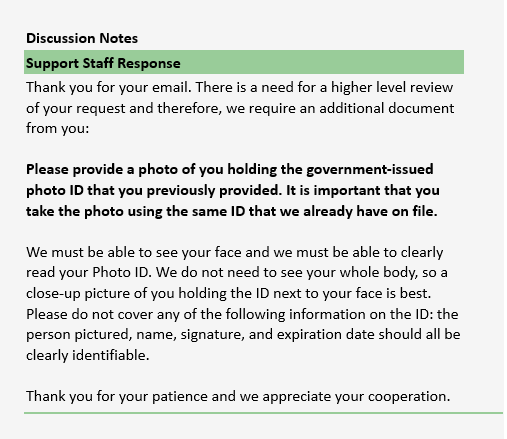 Discussion Notes
Support Staff Response
Thank you for your email. There is a need for a higher level review
of your request and therefore, we require an additional document
from you:
Please provide a photo of you holding the government-issued
photo ID that you previously provided. It is important that you
take the photo using the same ID that we already have on file.
We must be able to see your face and we must be able to clearly
read your Photo ID. We do not need to see your whole body, so a
close-up picture of you holding the ID next to your face is best.
Please do not cover any of the following information on the ID: the
person pictured, name, signature, and expiration date should all be
clearly identifiable.
Thank you for your patience and we appreciate your cooperation.